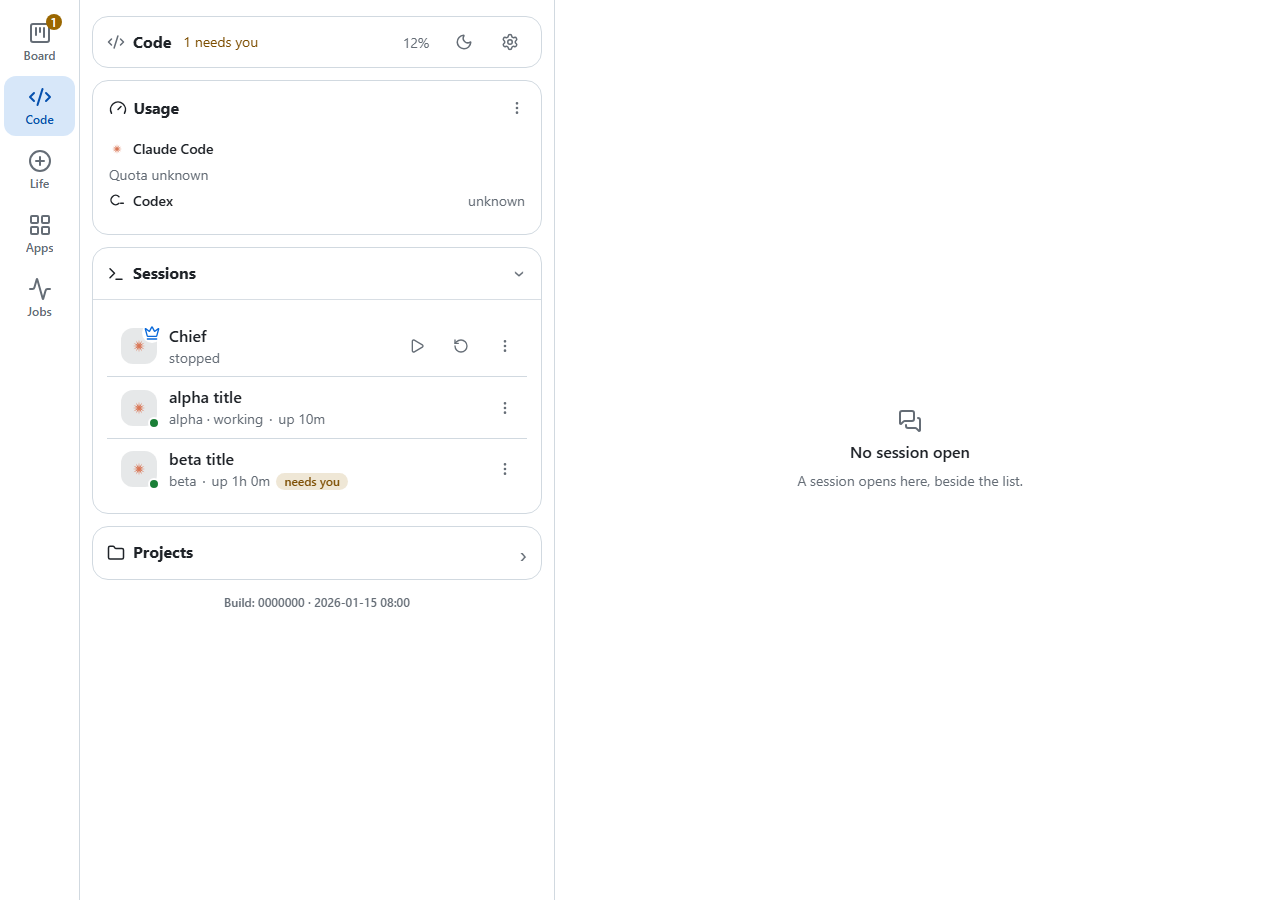 1
Board
Code
Life
Apps
Jobs
Code 1 needs you 12%
Usage
Claude Code
Quota unknown
Codex unknown
Sessions
Chief
stopped
alpha title
alpha · working · up 10m
beta title
beta · up 1h 0m needs you
Projects
Build: 0000000 · 2026-01-15 08:00
No session open
A session opens here, beside the list.